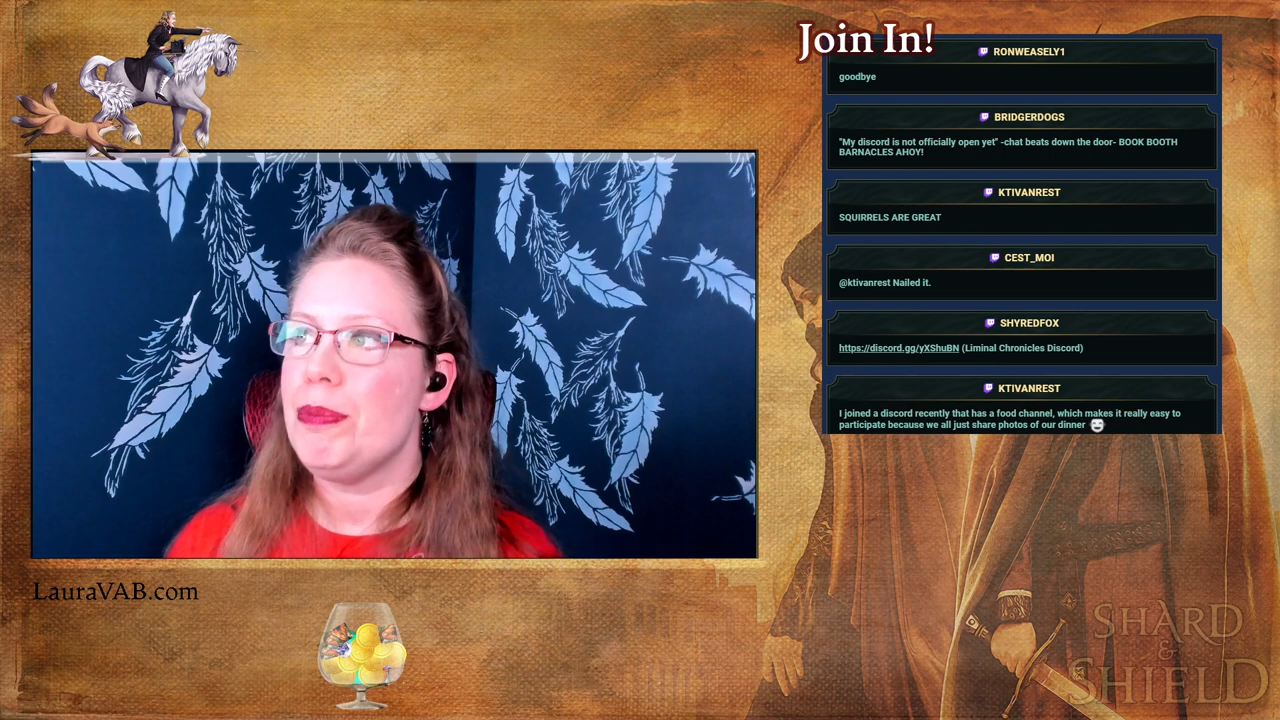 Join In!
RONWEASELY1
goodbye
BRIDGERDOGS
"My discord is not officially open yet" -chat beats down the door- BOOK BOOTH
BARNACLES AHOY!
KTIVANREST
SQUIRRELS ARE GREAT
CEST_MOI
@ktivanrest Nailed it.
SHYREDFOX
https://discord.gg/yXShuBN (Liminal Chronicles Discord)
KTIVANREST
I joined a discord recently that has a food channel, which makes it really easy to
participate because we all just share photos of our dinner
LauraVAB.com
SHARD
&
SHIELD